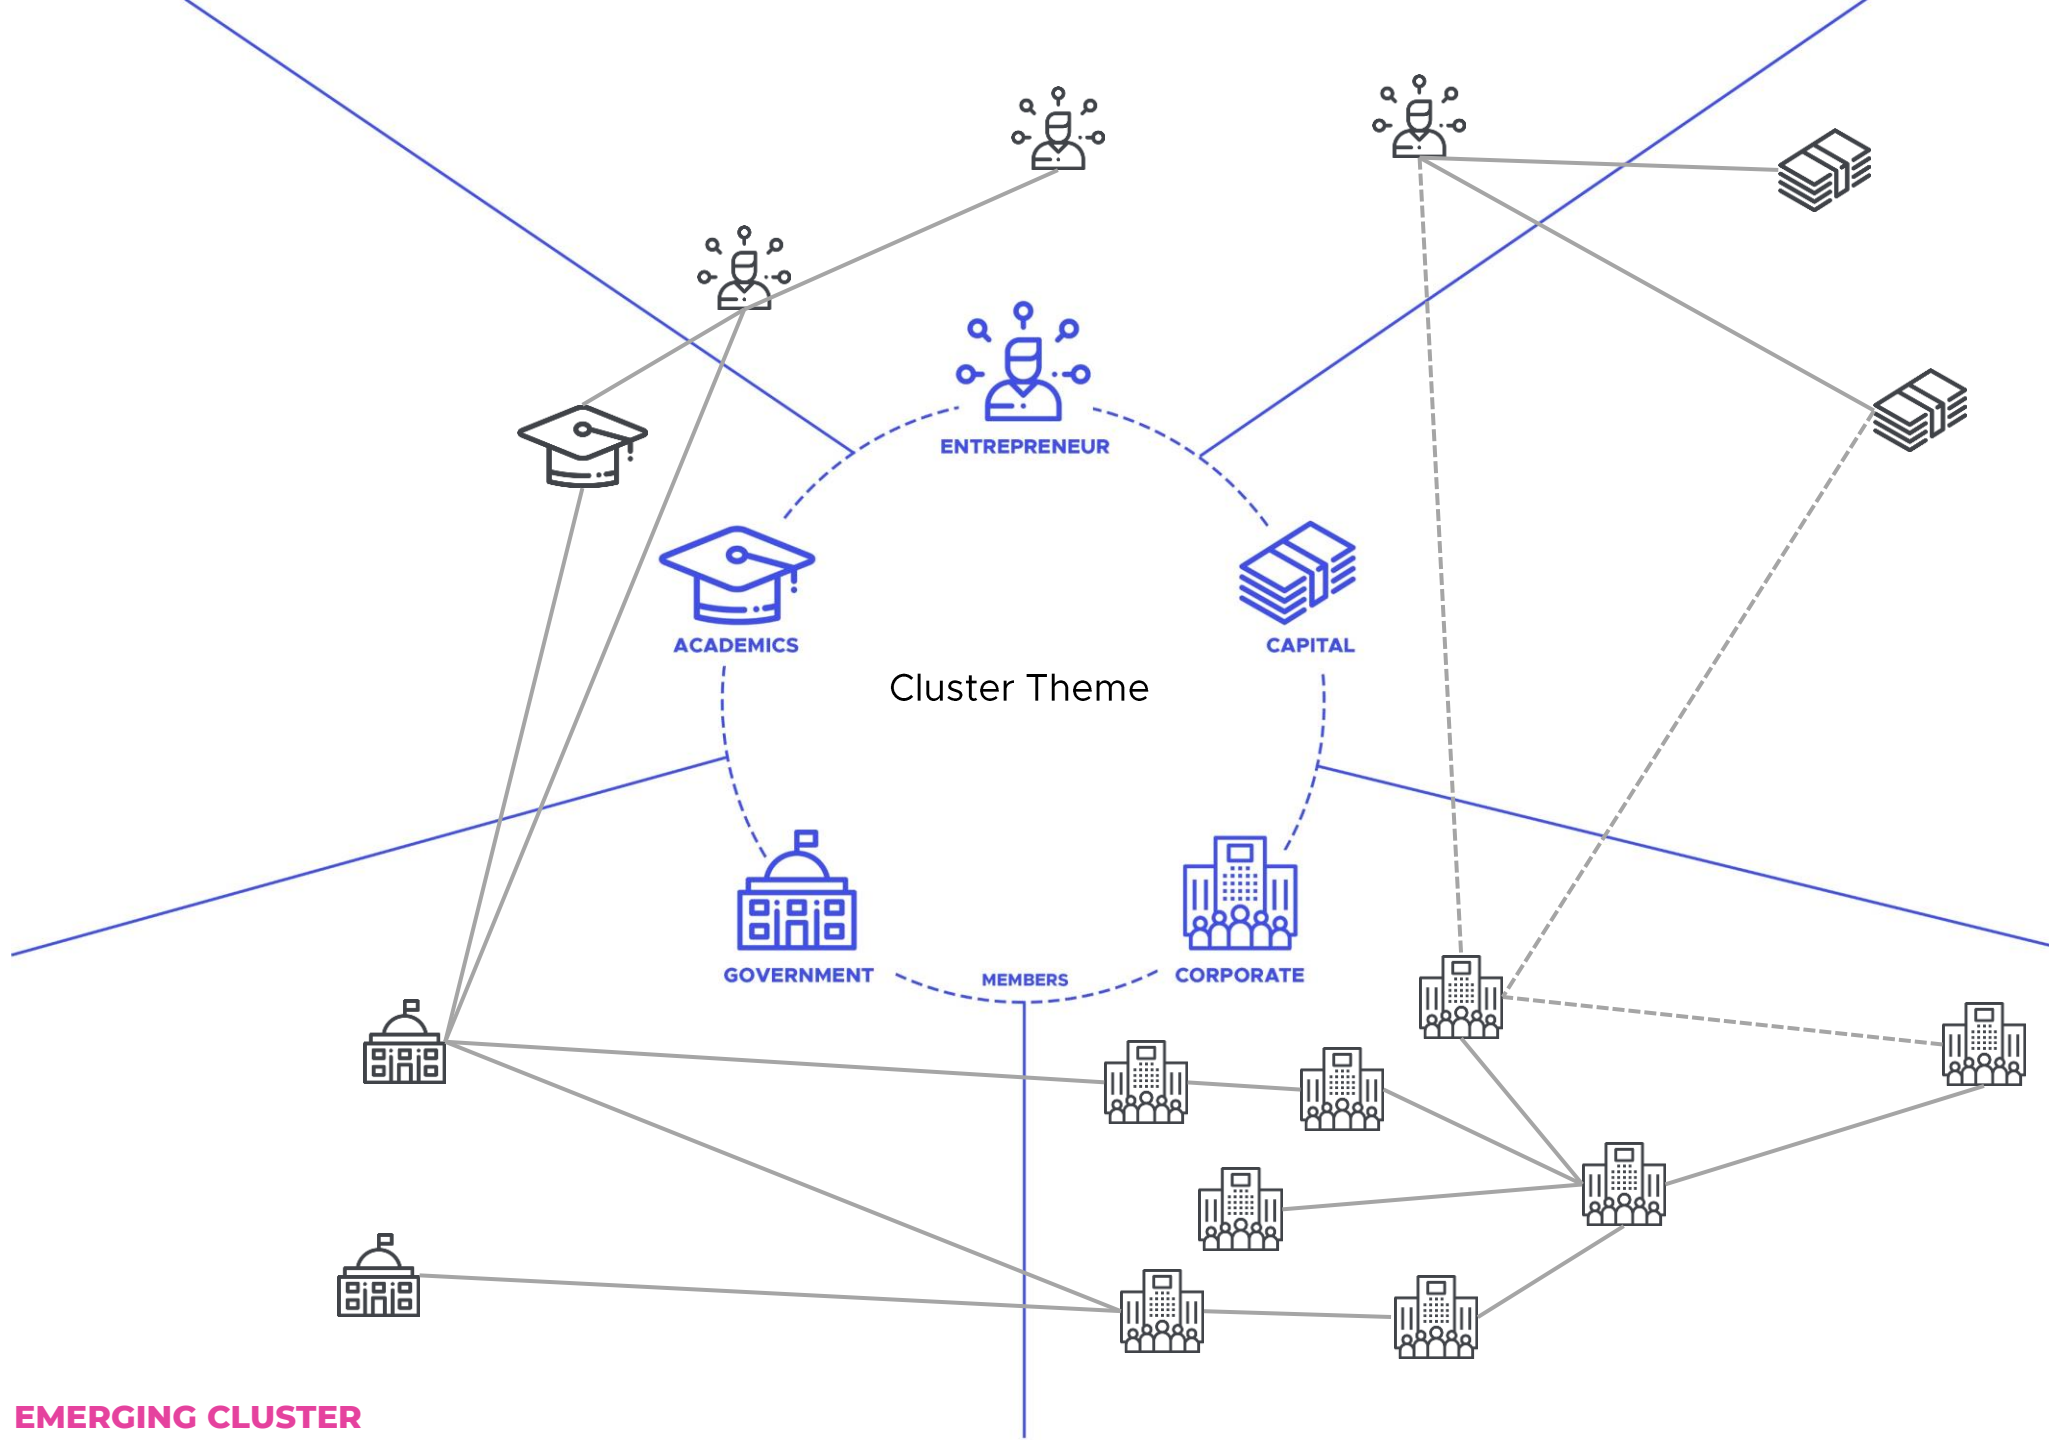 ENTREPRENEUR
ACADEMICS
CAPITAL
Cluster Theme
GOVERNMENT
MEMBERS
CORPORATE
EMERGING CLUSTER